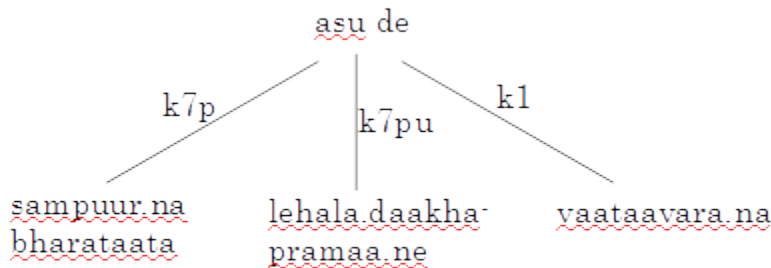 asu de
k7p
k7pu
k1
sampuur.na
bharataata
lehala.daakha-
pramaa.ne
vaataavara.na